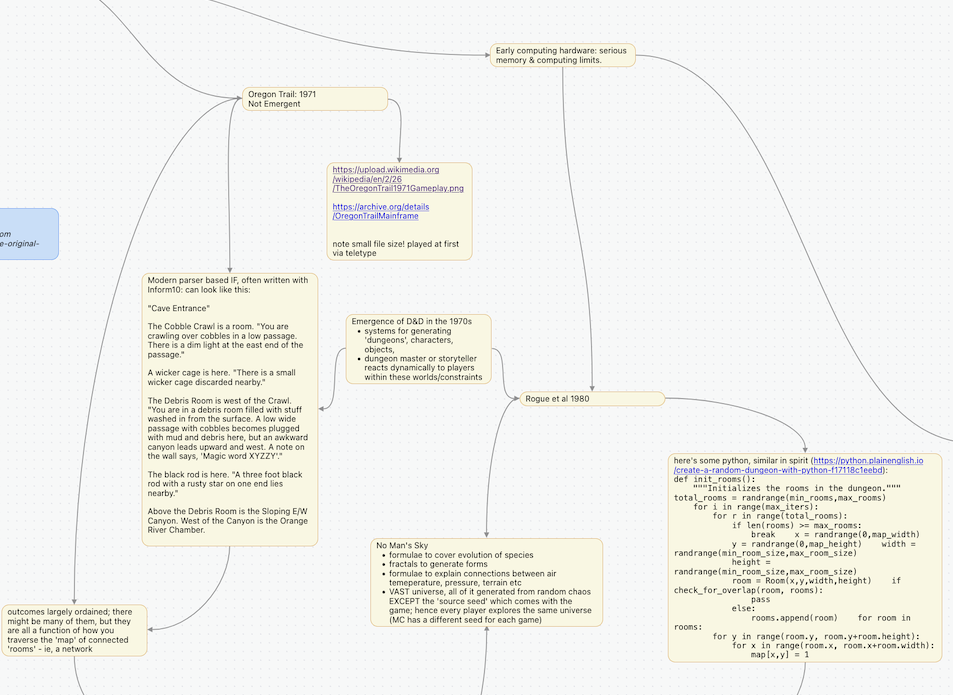 Early computing hardware: serious
memory & computing limits.
Oregon Trail: 1971
Not Emergent
https://upload.wikimedia.org
/wikipedia/en/2/26
/TheOregonTrail1971Gameplay.png
https://archive.org/details
/OregonTrailMainframe
note small file size! played at first
via teletype
om
e-original-
Modern parser based IF, often written with
Inform10: can look like this:
"Cave Entrance"
The Cobble Crawl is a room. "You are
crawling over cobbles in a low passage.
There is a dim light at the east end of the
passage."
A wicker cage is here. "There is a small
wicker cage discarded nearby."
The Debris Room is west of the Crawl.
"You are in a debris room filled with stuff
washed in from the surface. A low wide
passage with cobbles becomes plugged
with mud and debris here, but an awkward
canyon leads upward and west. A note on
the wall says, 'Magic word XYZZY'."
The black rod is here. "A three foot black
rod with a rusty star on one end lies
nearby."
Above the Debris Room is the Sloping E/W
Canyon. West of the Canyon is the Orange
River Chamber.
Emergence of D&D in the 1970s
• systems for generating
'dungeons', characters,
objects,
• dungeon master or storyteller
reacts dynamically to players
within these worlds/constraints
Rogue et al 1980
here's some python, similar in spirit (https://python.plainenglish.io
/create-a-random-dungeon-with-python-f17118c1eebd):
def init_rooms():
"""Initializes the rooms in the dungeon."""
total_rooms = randrange(min_rooms,max_rooms)
for i in range(max_iters):
for r in range(total_rooms):
if len(rooms) >= max_rooms:
break    x = randrange(0,map_width)
y = randrange(0,map_height)    width =
randrange(min_room_size,max_room_size)
height =
randrange(min_room_size,max_room_size)
room = Room(x,y,width,height)    if
check_for_overlap(room, rooms):
pass
else:
rooms.append(room)    for room in
rooms:
for y in range(room.y, room.y+room.height):
for x in range(room.x, room.x+room.width):
map[x,y] = 1
No Man's Sky
• formulae to cover evolution of species
• fractals to generate forms
• formulae to explain connections between air
temeperature, pressure, terrain etc
• VAST universe, all of it generated from random chaos
EXCEPT the 'source seed' which comes with the
game; hence every player explores the same universe
(MC has a different seed for each game)
outcomes largely ordained; there
might be many of them, but they
are all a function of how you
traverse the 'map' of connected
'rooms' - ie, a network